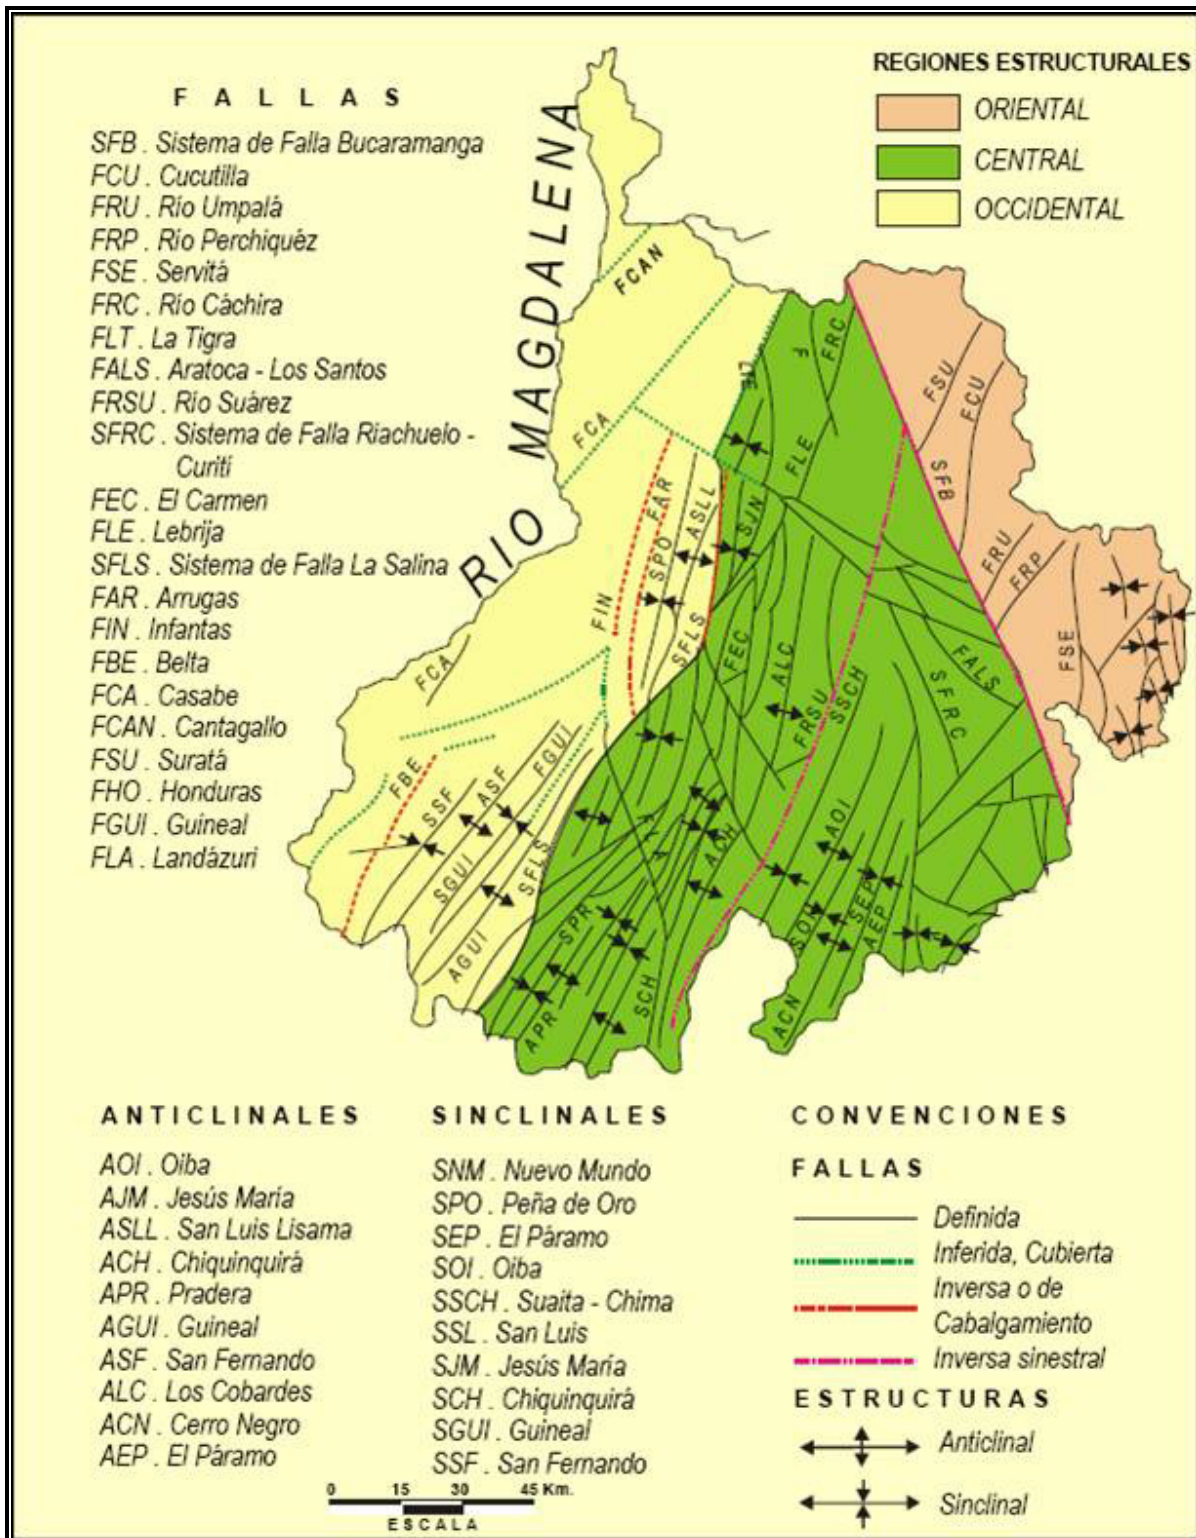 REGIONES ESTRUCTURALES
ORIENTAL
CENTRAL
OCCIDENTAL
F A L L A S
SFB . Sistema de Falla Bucaramanga
FCU . Cucutilla
FRU . Río Umpalá
FRP . Río Perchiquéz
FSE . Servitá
FRC . Río Cáchira
FLT . La Tigra
FALS . Aratoca - Los Santos
FRSU . Río Suárez
SFRC . Sistema de Falla Riachuelo -
Curití
FEC . El Carmen
FLE . Lebrija
SFLS . Sistema de Falla La Salina
FAR . Arrugas
FIN . Infantas
FBE . Belta
FCA . Casabe
FCAN . Cantagallo
FSU . Suratá
FHO . Honduras
FGUI . Guineal
FLA . Landázuri
RIO MAGDALENA
FCAN
FCA
FRC
F
FLE
FSU
FCU
SFB
FRU
FRP
FSE
FAR
SPO
ASLL
SJN
FIN
SFLS
FEC
ALC
FRSU
SSCH
SFRC
FALS
FCA
FBE
SSF
ASF
FGUI
SGUI
SFLS
AGUI
ACH
AOI
SEP
AEP
ACN
SPR
APR
SCH
ANTICLINALES
AOI . Oiba
AJM . Jesús María
ASLL . San Luis Lisama
ACH . Chiquinquirá
APR . Pradera
AGUI . Guineal
ASF . San Fernando
ALC . Los Cobardes
ACN . Cerro Negro
AEP . El Páramo
SINCLINALES
SNM . Nuevo Mundo
SPO . Peña de Oro
SEP . El Páramo
SOI . Oiba
SSCH . Suaita - Chima
SSL . San Luis
SJM . Jesús María
SCH . Chiquinquirá
SGUI . Guineal
SSF . San Fernando
CONVENCIONES
FALLAS
Definida
Inferida, Cubierta
Inversa o de
Cabalgamiento
Inversa sinestral
ESTRUCTURAS
Anticlinal
Sinclinal
0 15 30 45 Km.
ESCALA